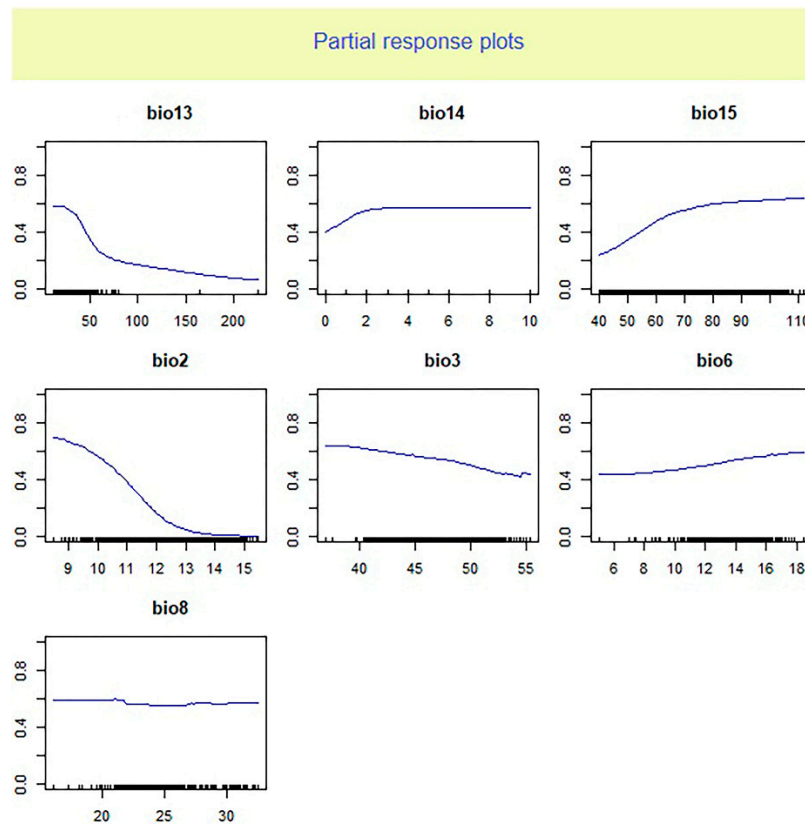 Partial response plots
bio13
bio14
bio15
0.0 0.4 0.8
0.0 0.4 0.8
0.0 0.4 0.8
50 100 150 200
0 2 4 6 8 10
40 50 60 70 80 90 110
bio2
bio3
bio6
0.0 0.4 0.8
0.0 0.4 0.8
0.0 0.4 0.8
9 10 11 12 13 14 15
40 45 50 55
6 8 10 12 14 16 18
bio8
0.0 0.4 0.8
20 25 30